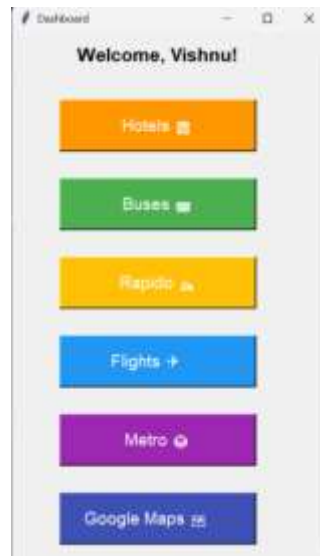 Dashboard
Welcome, Vishnu!
Hotels
Buses
Rapido
Flights ✈
Metro
Google Maps